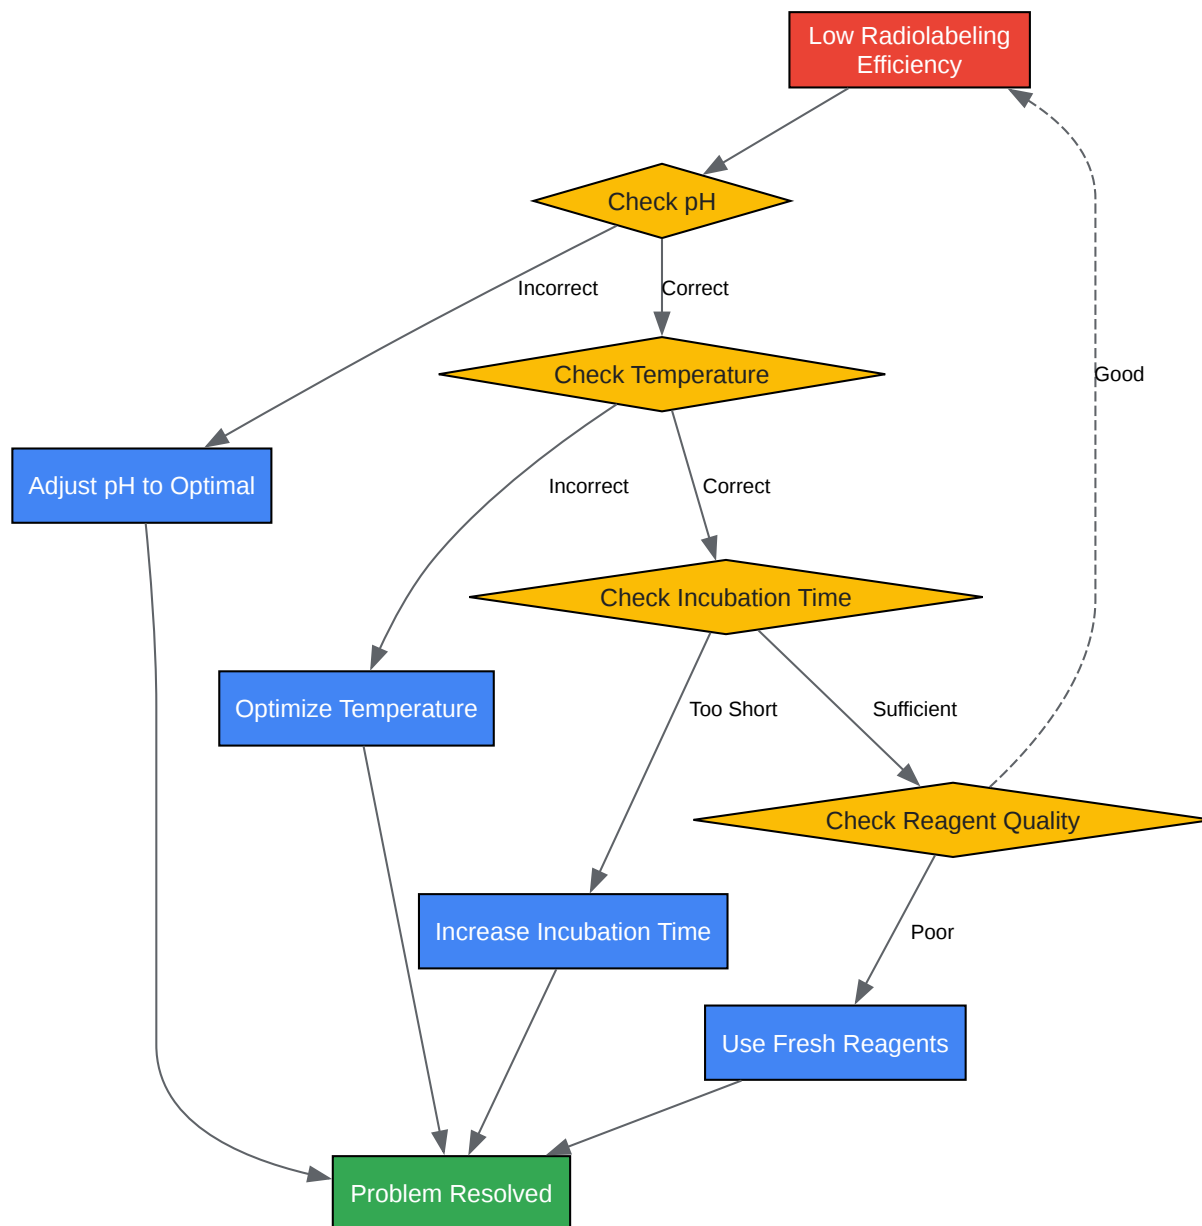 Low Radiolabeling
Efficiency
Check pH
Incorrect
Correct
Check Temperature
Good
Adjust pH to Optimal
Incorrect
Correct
Check Incubation Time
Optimize Temperature
Too Short
Sufficient
Check Reagent Quality
Increase Incubation Time
Poor
Use Fresh Reagents
Problem Resolved